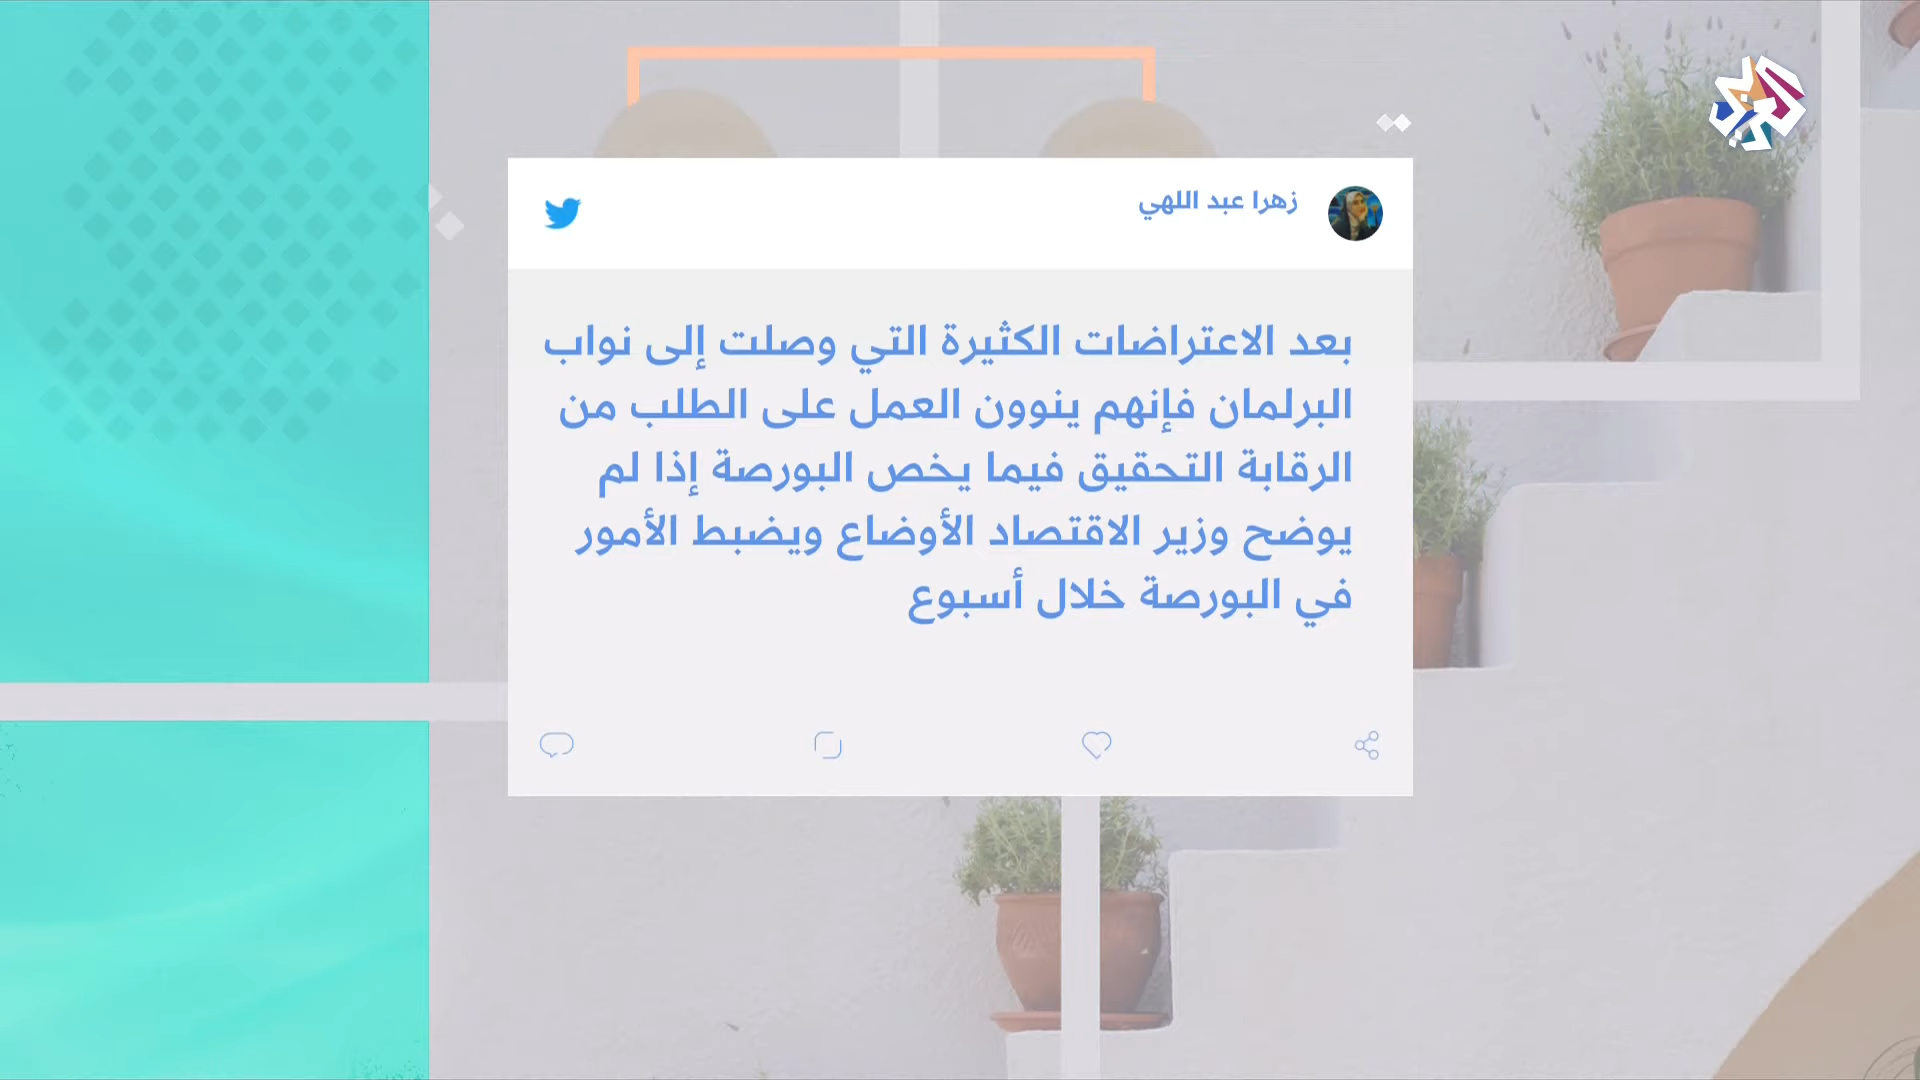 زهرا عبد اللهي
بعد الاعتراضات الكثيرة التي وصلت إلى نواب
البرلمان فإنهم ينوون العمل على الطلب من
الرقابة التحقيق فيما يخص البورصة إذا لم
يوضح وزير الاقتصاد الأوضاع ويضبط الأمور
في البورصة خلال أسبوع